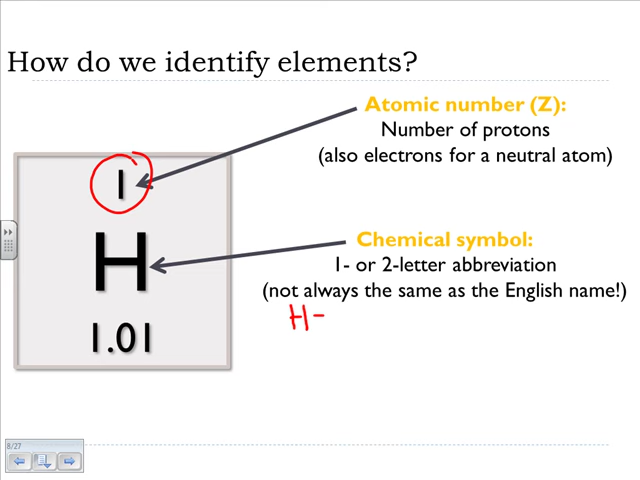 How do we identify elements?
Atomic number (Z):
Number of protons
(also electrons for a neutral atom)
1
H
1.01
Chemical symbol:
1- or 2-letter abbreviation
(not always the same as the English name!)
H-
8/27